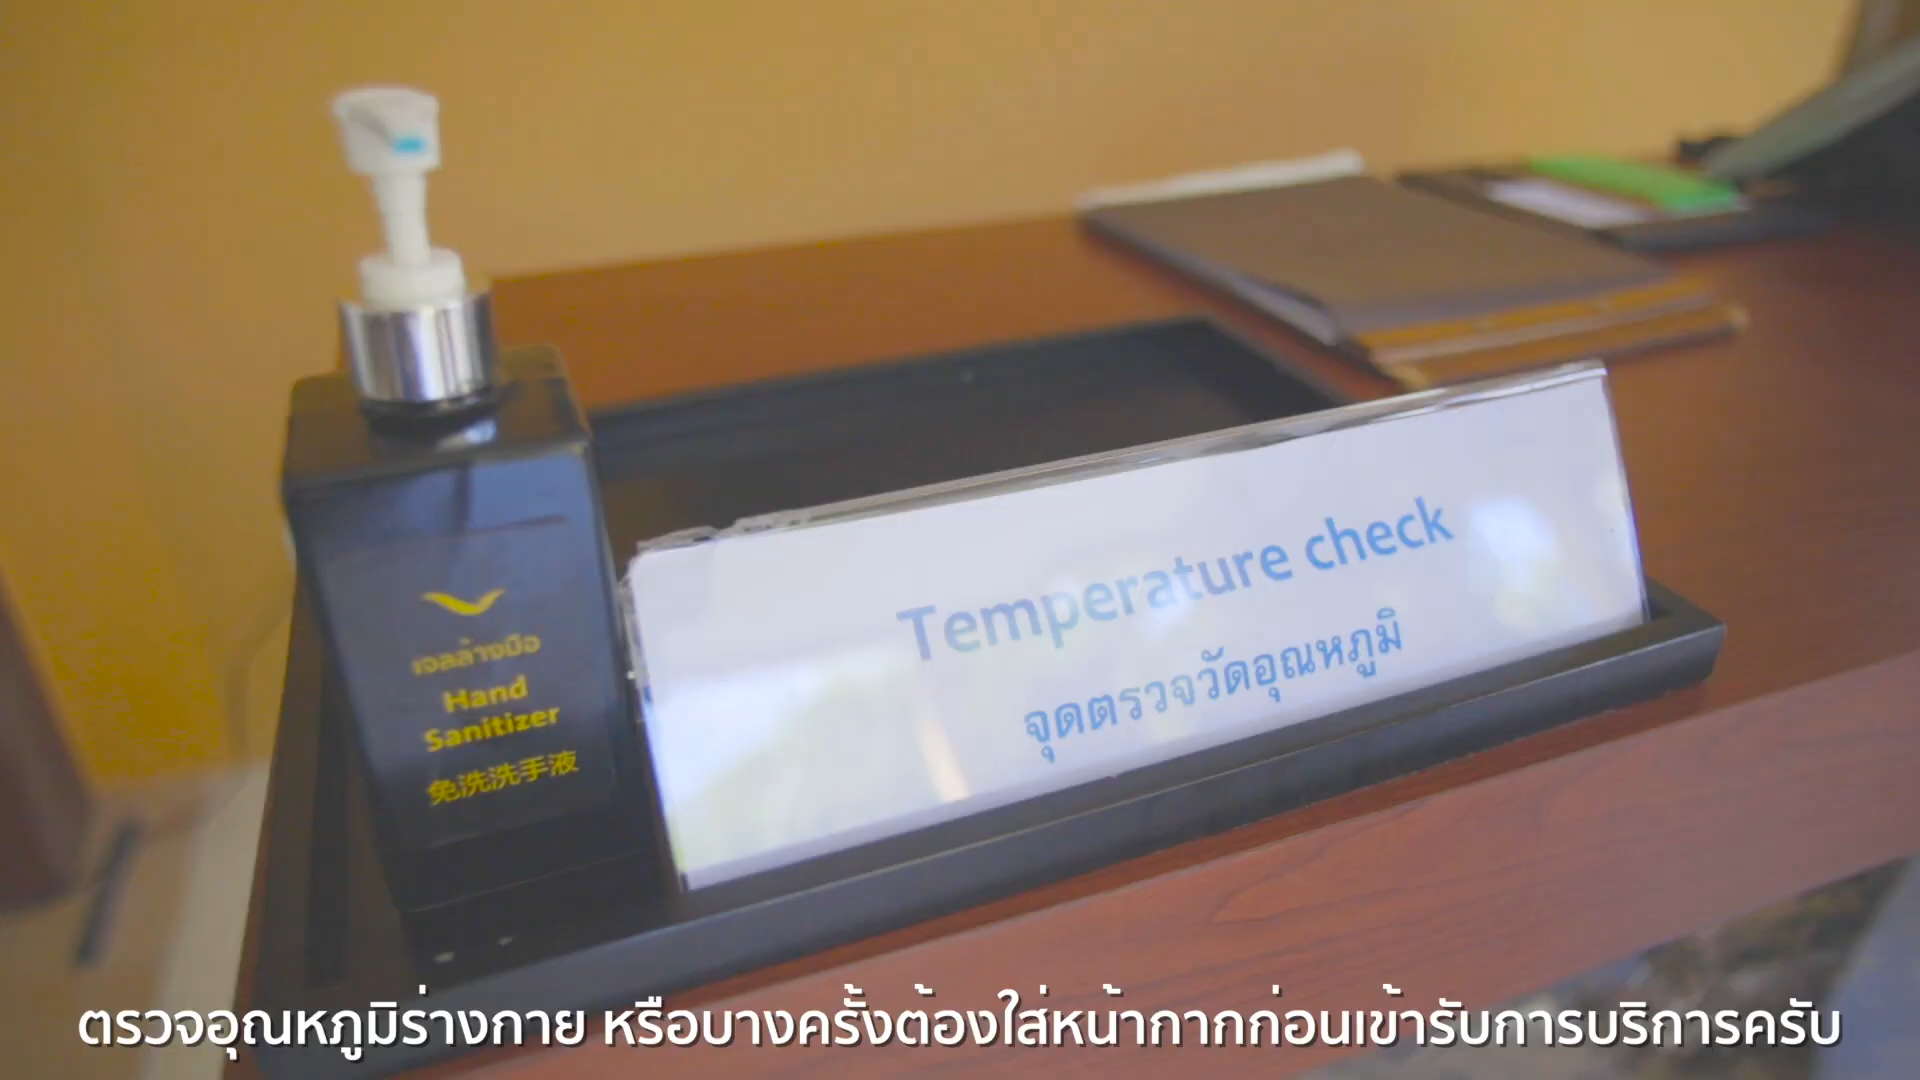 เจลล้างมือ
Hand
Sanitizer
免洗洗手液
Temperature check
จุดตรวจวัดอุณหภูมิ
ตรวจอุณหภูมิร่างกาย หรือบางครั้งต้องใส่หน้ากากก่อนเข้ารับการบริการครับ